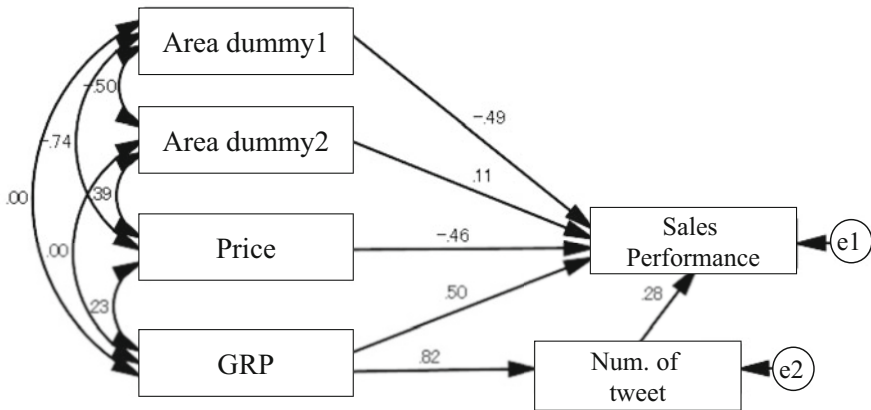 Area dummy1
-.49
-.50
Area dummy2
-.74
.11
.00
.39
Sales
Performance
e1
Price
-.46
.00
.50
.28
.23
GRP
.82
Num. of
tweet
e2